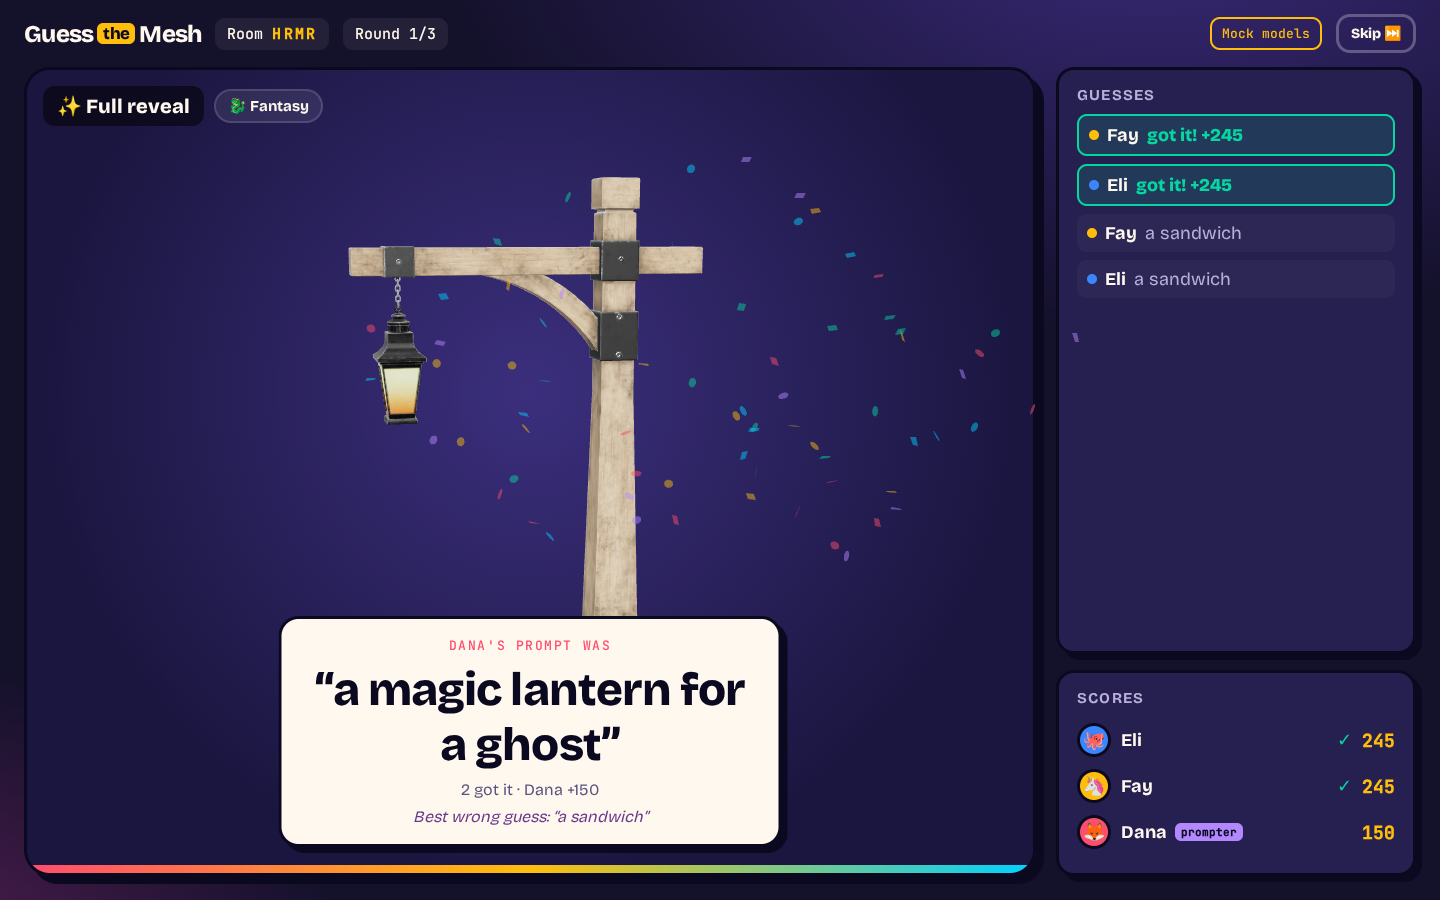 Guess the Mesh
Room HRMR
Round 1/3
Mock models
Skip ⏭
✨ Full reveal
🐉 Fantasy
DANA'S PROMPT WAS
“a magic lantern for
a ghost”
2 got it · Dana +150
Best wrong guess: “a sandwich”
GUESSES
Fay got it! +245
Eli got it! +245
Fay a sandwich
Eli a sandwich
SCORES
Eli ✓ 245
Fay ✓ 245
Dana prompter 150